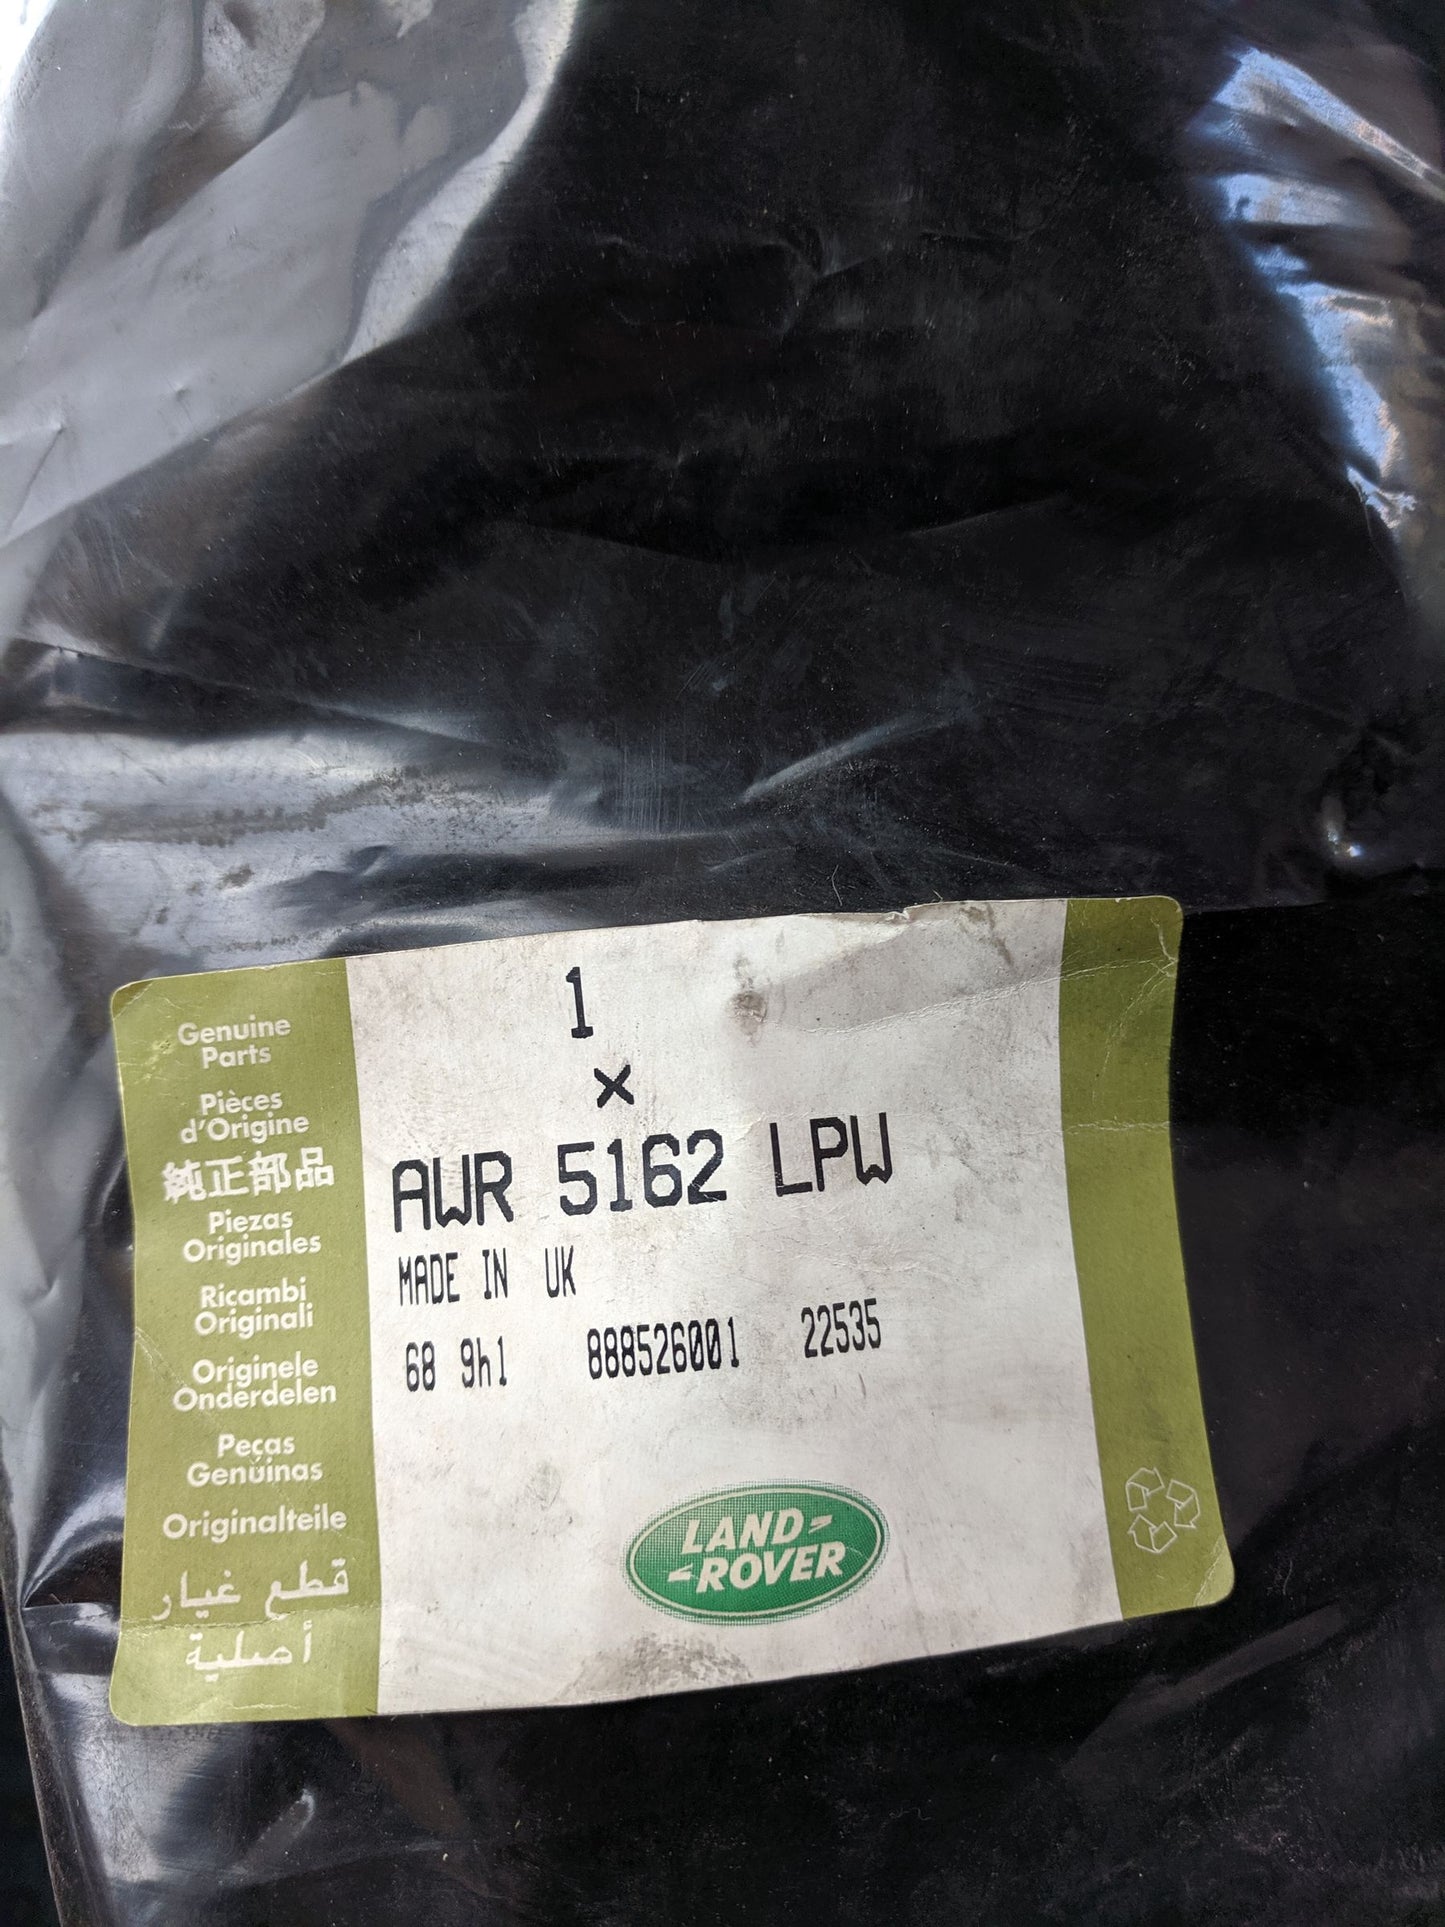 Genuine
Parts
Pièces
d'Origine
純正部品
Piezas
Originales
Ricambi
Originali
Originele
Onderdelen
Peças
Genúinas
Originalteile
قطع غيار
أصلية
1
x
AWR 5162 LPW
MADE IN UK
68 9h1 888526001 22535
LAND-
-ROVER